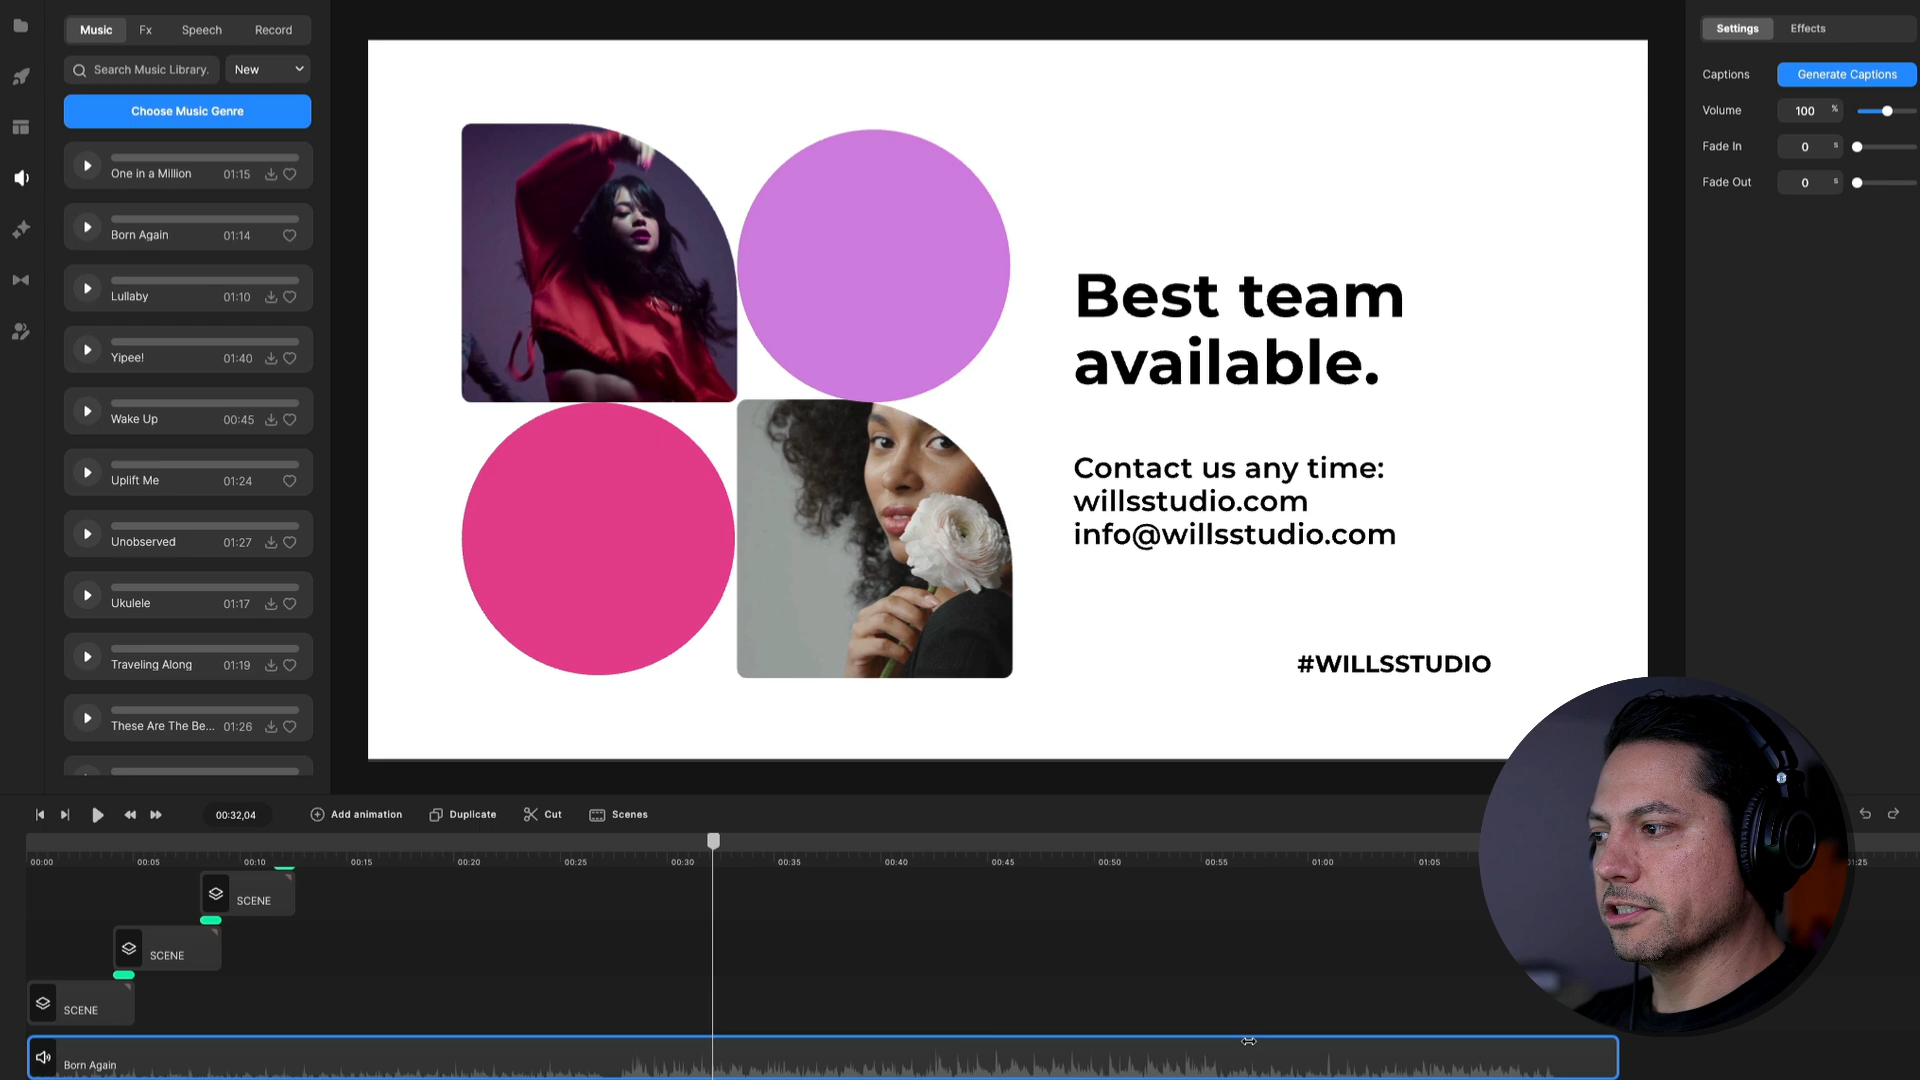 Music Fx Speech Record
Search Music Library. New
Choose Music Genre
One in a Million 01:15
Born Again 01:14
Lullaby 01:10
Yipee! 01:40
Wake Up 00:45
Uplift Me 01:24
Unobserved 01:27
Ukulele 01:17
Traveling Along 01:19
These Are The Be... 01:26
Best team
available.
Contact us any time:
willsstudio.com
info@willsstudio.com
#WILLSSTUDIO
Settings Effects
Captions Generate Captions
Volume 100 %
Fade In 0 s
Fade Out 0 s
00:32,04 Add animation Duplicate Cut Scenes
00:00 00:05 00:10 00:15 00:20 00:25 00:30 00:35 00:40 00:45 00:50 00:55 01:00 01:05 01:25
SCENE
SCENE
SCENE
Born Again